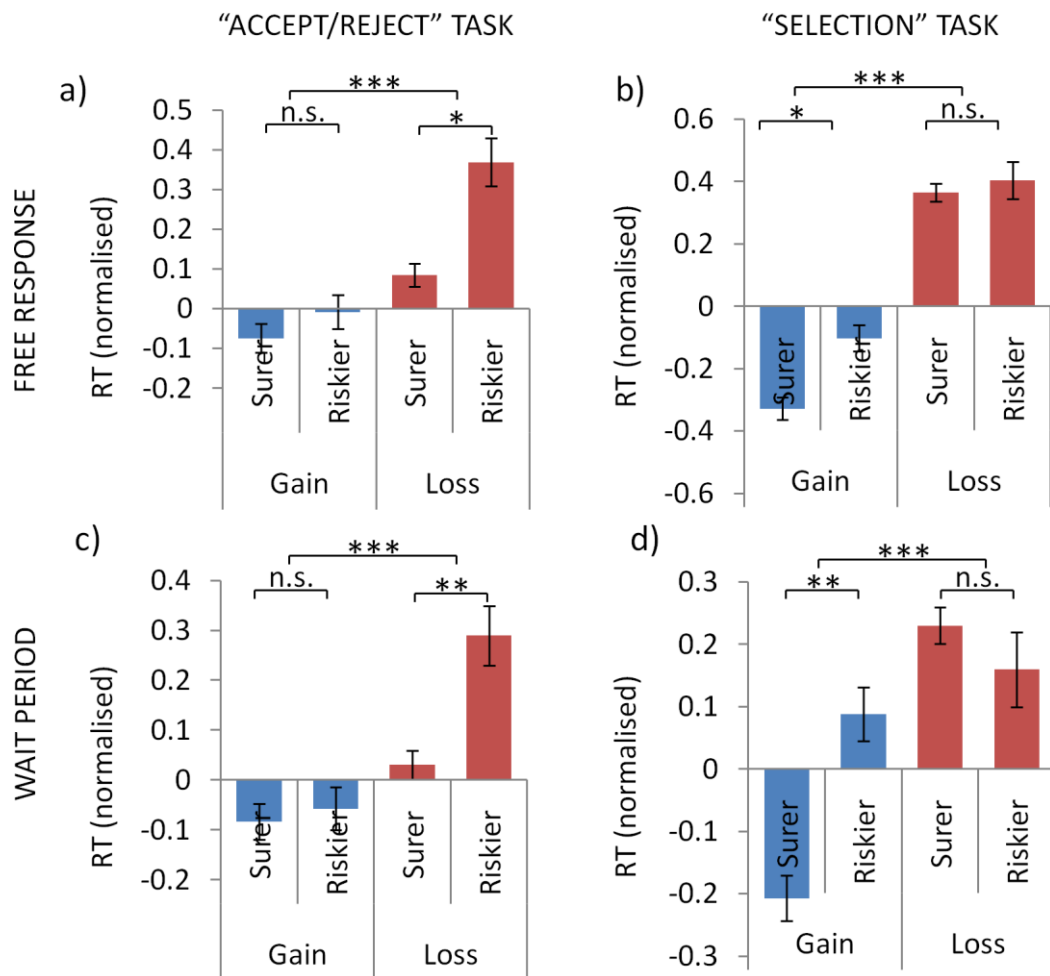 "ACCEPT/REJECT" TASK
"SELECTION" TASK
FREE RESPONSE
WAIT PERIOD
a)
***
n.s.
*
RT (normalised)
0.5
0.4
0.3
0.2
0.1
0
-0.1
-0.2
Surer
Riskier
Surer
Riskier
Gain
Loss
b)
***
*
n.s.
RT (normalised)
0.6
0.4
0.2
0
-0.2
-0.4
-0.6
Surer
Riskier
Surer
Riskier
Gain
Loss
c)
***
n.s.
**
RT (normalised)
0.4
0.3
0.2
0.1
0
-0.1
-0.2
Surer
Riskier
Surer
Riskier
Gain
Loss
d)
***
**
n.s.
RT (normalised)
0.3
0.2
0.1
0
-0.1
-0.2
-0.3
Surer
Riskier
Surer
Riskier
Gain
Loss